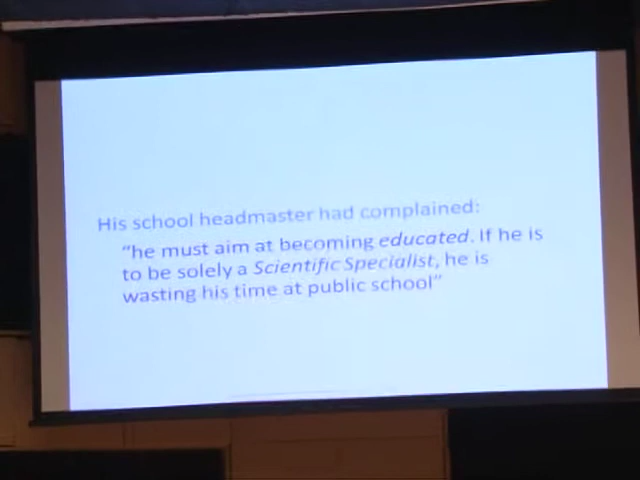 His school headmaster had complained:
“he must aim at becoming educated. If he is
to be solely a Scientific Specialist, he is
wasting his time at public school”